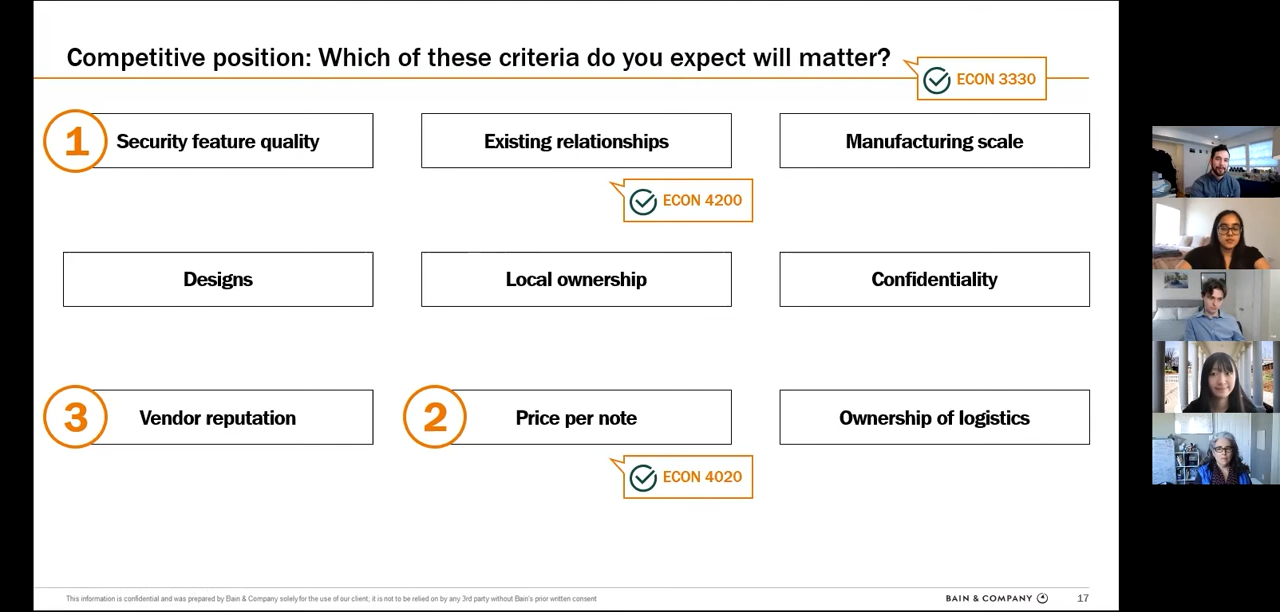 Competitive position: Which of these criteria do you expect will matter?
ECON 3330
1
Security feature quality
Existing relationships
Manufacturing scale
ECON 4200
Designs
Local ownership
Confidentiality
3
Vendor reputation
2
Price per note
Ownership of logistics
ECON 4020
This information is confidential and was prepared by Bain & Company solely for the use of our client; it is not to be relied on by any 3rd party without Bain's prior written consent
BAIN & COMPANY
17